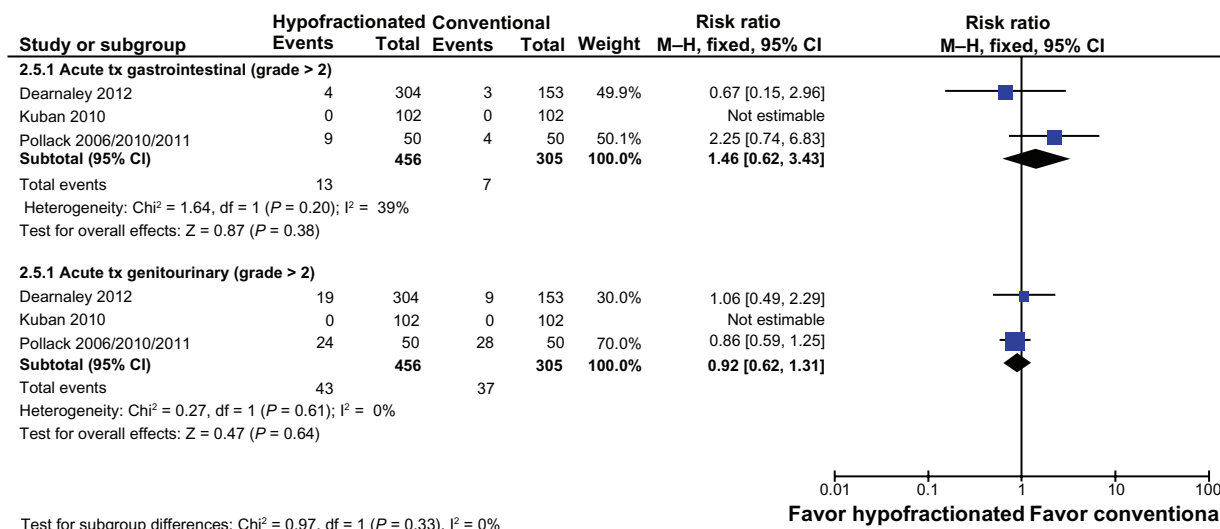 Hypofractionated Conventional Risk ratio Risk ratio
Study or subgroup Events Total Events Total Weight M–H, fixed, 95% CI M–H, fixed, 95% CI
2.5.1 Acute tx gastrointestinal (grade > 2)
Dearnaley 2012 4 304 3 153 49.9% 0.67 [0.15, 2.96]
Kuban 2010 0 102 0 102 Not estimable
Pollack 2006/2010/2011 9 50 4 50 50.1% 2.25 [0.74, 6.83]
Subtotal (95% CI) 456 305 100.0% 1.46 [0.62, 3.43]
Total events 13 7
Heterogeneity: Chi² = 1.64, df = 1 (P = 0.20); I² = 39%
Test for overall effects: Z = 0.87 (P = 0.38)
2.5.1 Acute tx genitourinary (grade > 2)
Dearnaley 2012 19 304 9 153 30.0% 1.06 [0.49, 2.29]
Kuban 2010 0 102 0 102 Not estimable
Pollack 2006/2010/2011 24 50 28 50 70.0% 0.86 [0.59, 1.25]
Subtotal (95% CI) 456 305 100.0% 0.92 [0.62, 1.31]
Total events 43 37
Heterogeneity: Chi² = 0.27, df = 1 (P = 0.61); I² = 0%
Test for overall effects: Z = 0.47 (P = 0.64)
0.01 0.1 1 10 100
Favor hypofractionated Favor conventiona
Test for subgroup differences: Chi² = 0.97, df = 1 (P = 0.33), I² = 0%